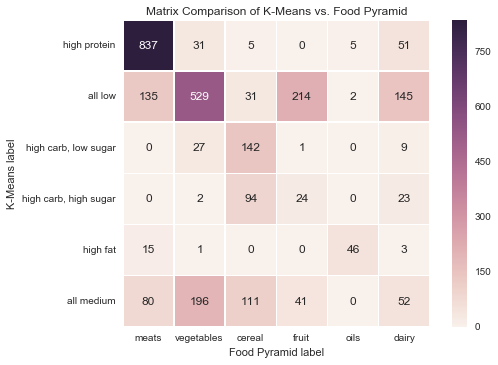 Matrix Comparison of K-Means vs. Food Pyramid
high protein 837 31 5 0 5 51
all low 135 529 31 214 2 145
high carb, low sugar 0 27 142 1 0 9
high carb, high sugar 0 2 94 24 0 23
high fat 15 1 0 0 46 3
all medium 80 196 111 41 0 52
meats vegetables cereal fruit oils dairy
Food Pyramid label
K-Means label
750
600
450
300
150
0